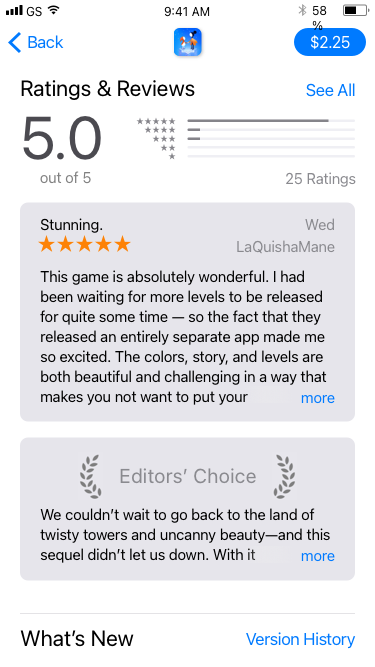 GS 9:41 AM 58 %
Back $2.25
Ratings & Reviews See All
5.0
out of 5 25 Ratings
Stunning. Wed
LaQuishaMane
This game is absolutely wonderful. I had
been waiting for more levels to be released
for quite some time — so the fact that they
released an entirely separate app made me
so excited. The colors, story, and levels are
both beautiful and challenging in a way that
makes you not want to put your more
Editors’ Choice
We couldn’t wait to go back to the land of
twisty towers and uncanny beauty—and this
sequel didn’t let us down. With it more
What’s New Version History